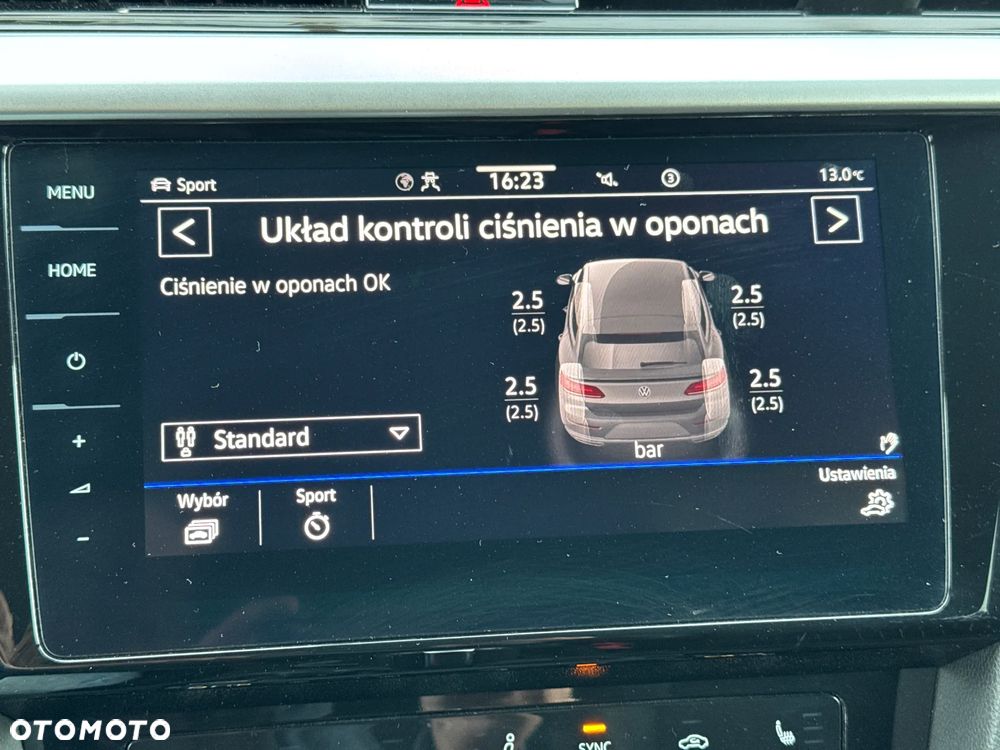 MENU
HOME
+
-
Sport
16:23
3
13.0°C
<
Układ kontroli ciśnienia w oponach
>
Ciśnienie w oponach OK
2.5
(2.5)
2.5
(2.5)
2.5
(2.5)
2.5
(2.5)
bar
Standard
Wybór
Sport
Ustawienia
SYNC
OTOMOTO